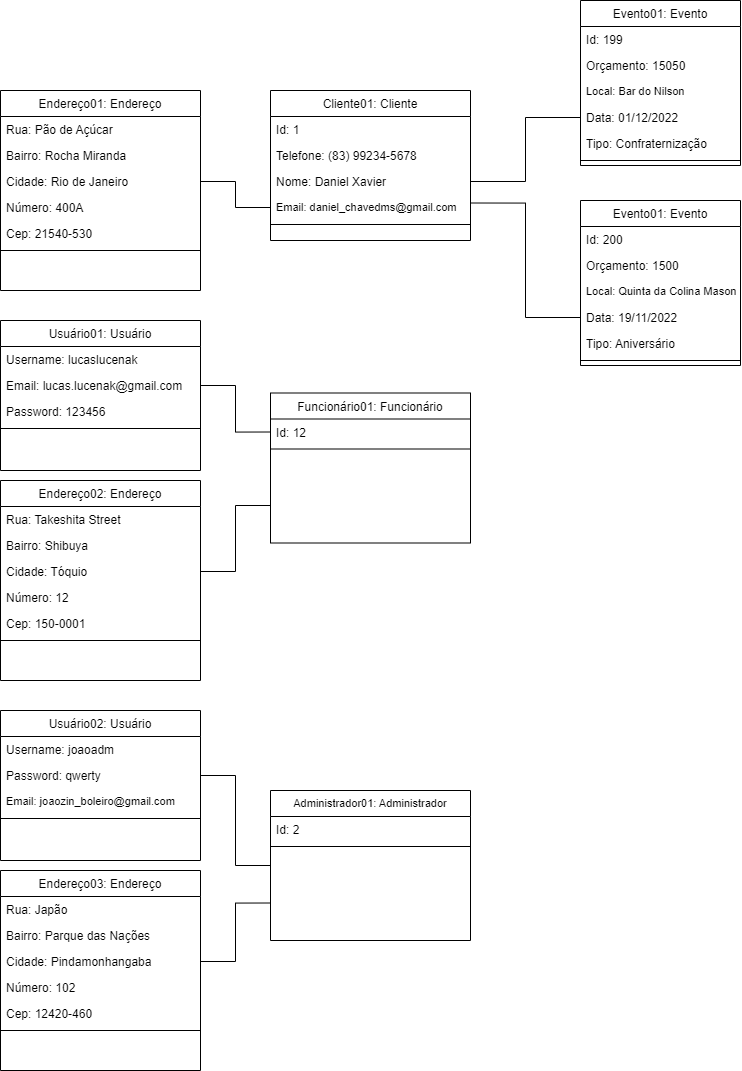 Evento01: Evento
Id: 199
Orçamento: 15050
Local: Bar do Nilson
Data: 01/12/2022
Tipo: Confraternização
Endereço01: Endereço
Rua: Pão de Açúcar
Bairro: Rocha Miranda
Cidade: Rio de Janeiro
Número: 400A
Cep: 21540-530
Cliente01: Cliente
Id: 1
Telefone: (83) 99234-5678
Nome: Daniel Xavier
Email: daniel_chavedms@gmail.com
Evento01: Evento
Id: 200
Orçamento: 1500
Local: Quinta da Colina Mason
Data: 19/11/2022
Tipo: Aniversário
Usuário01: Usuário
Username: lucaslucenak
Email: lucas.lucenak@gmail.com
Password: 123456
Funcionário01: Funcionário
Id: 12
Endereço02: Endereço
Rua: Takeshita Street
Bairro: Shibuya
Cidade: Tóquio
Número: 12
Cep: 150-0001
Usuário02: Usuário
Username: joaoadm
Password: qwerty
Email: joaozin_boleiro@gmail.com
Administrador01: Administrador
Id: 2
Endereço03: Endereço
Rua: Japão
Bairro: Parque das Nações
Cidade: Pindamonhangaba
Número: 102
Cep: 12420-460